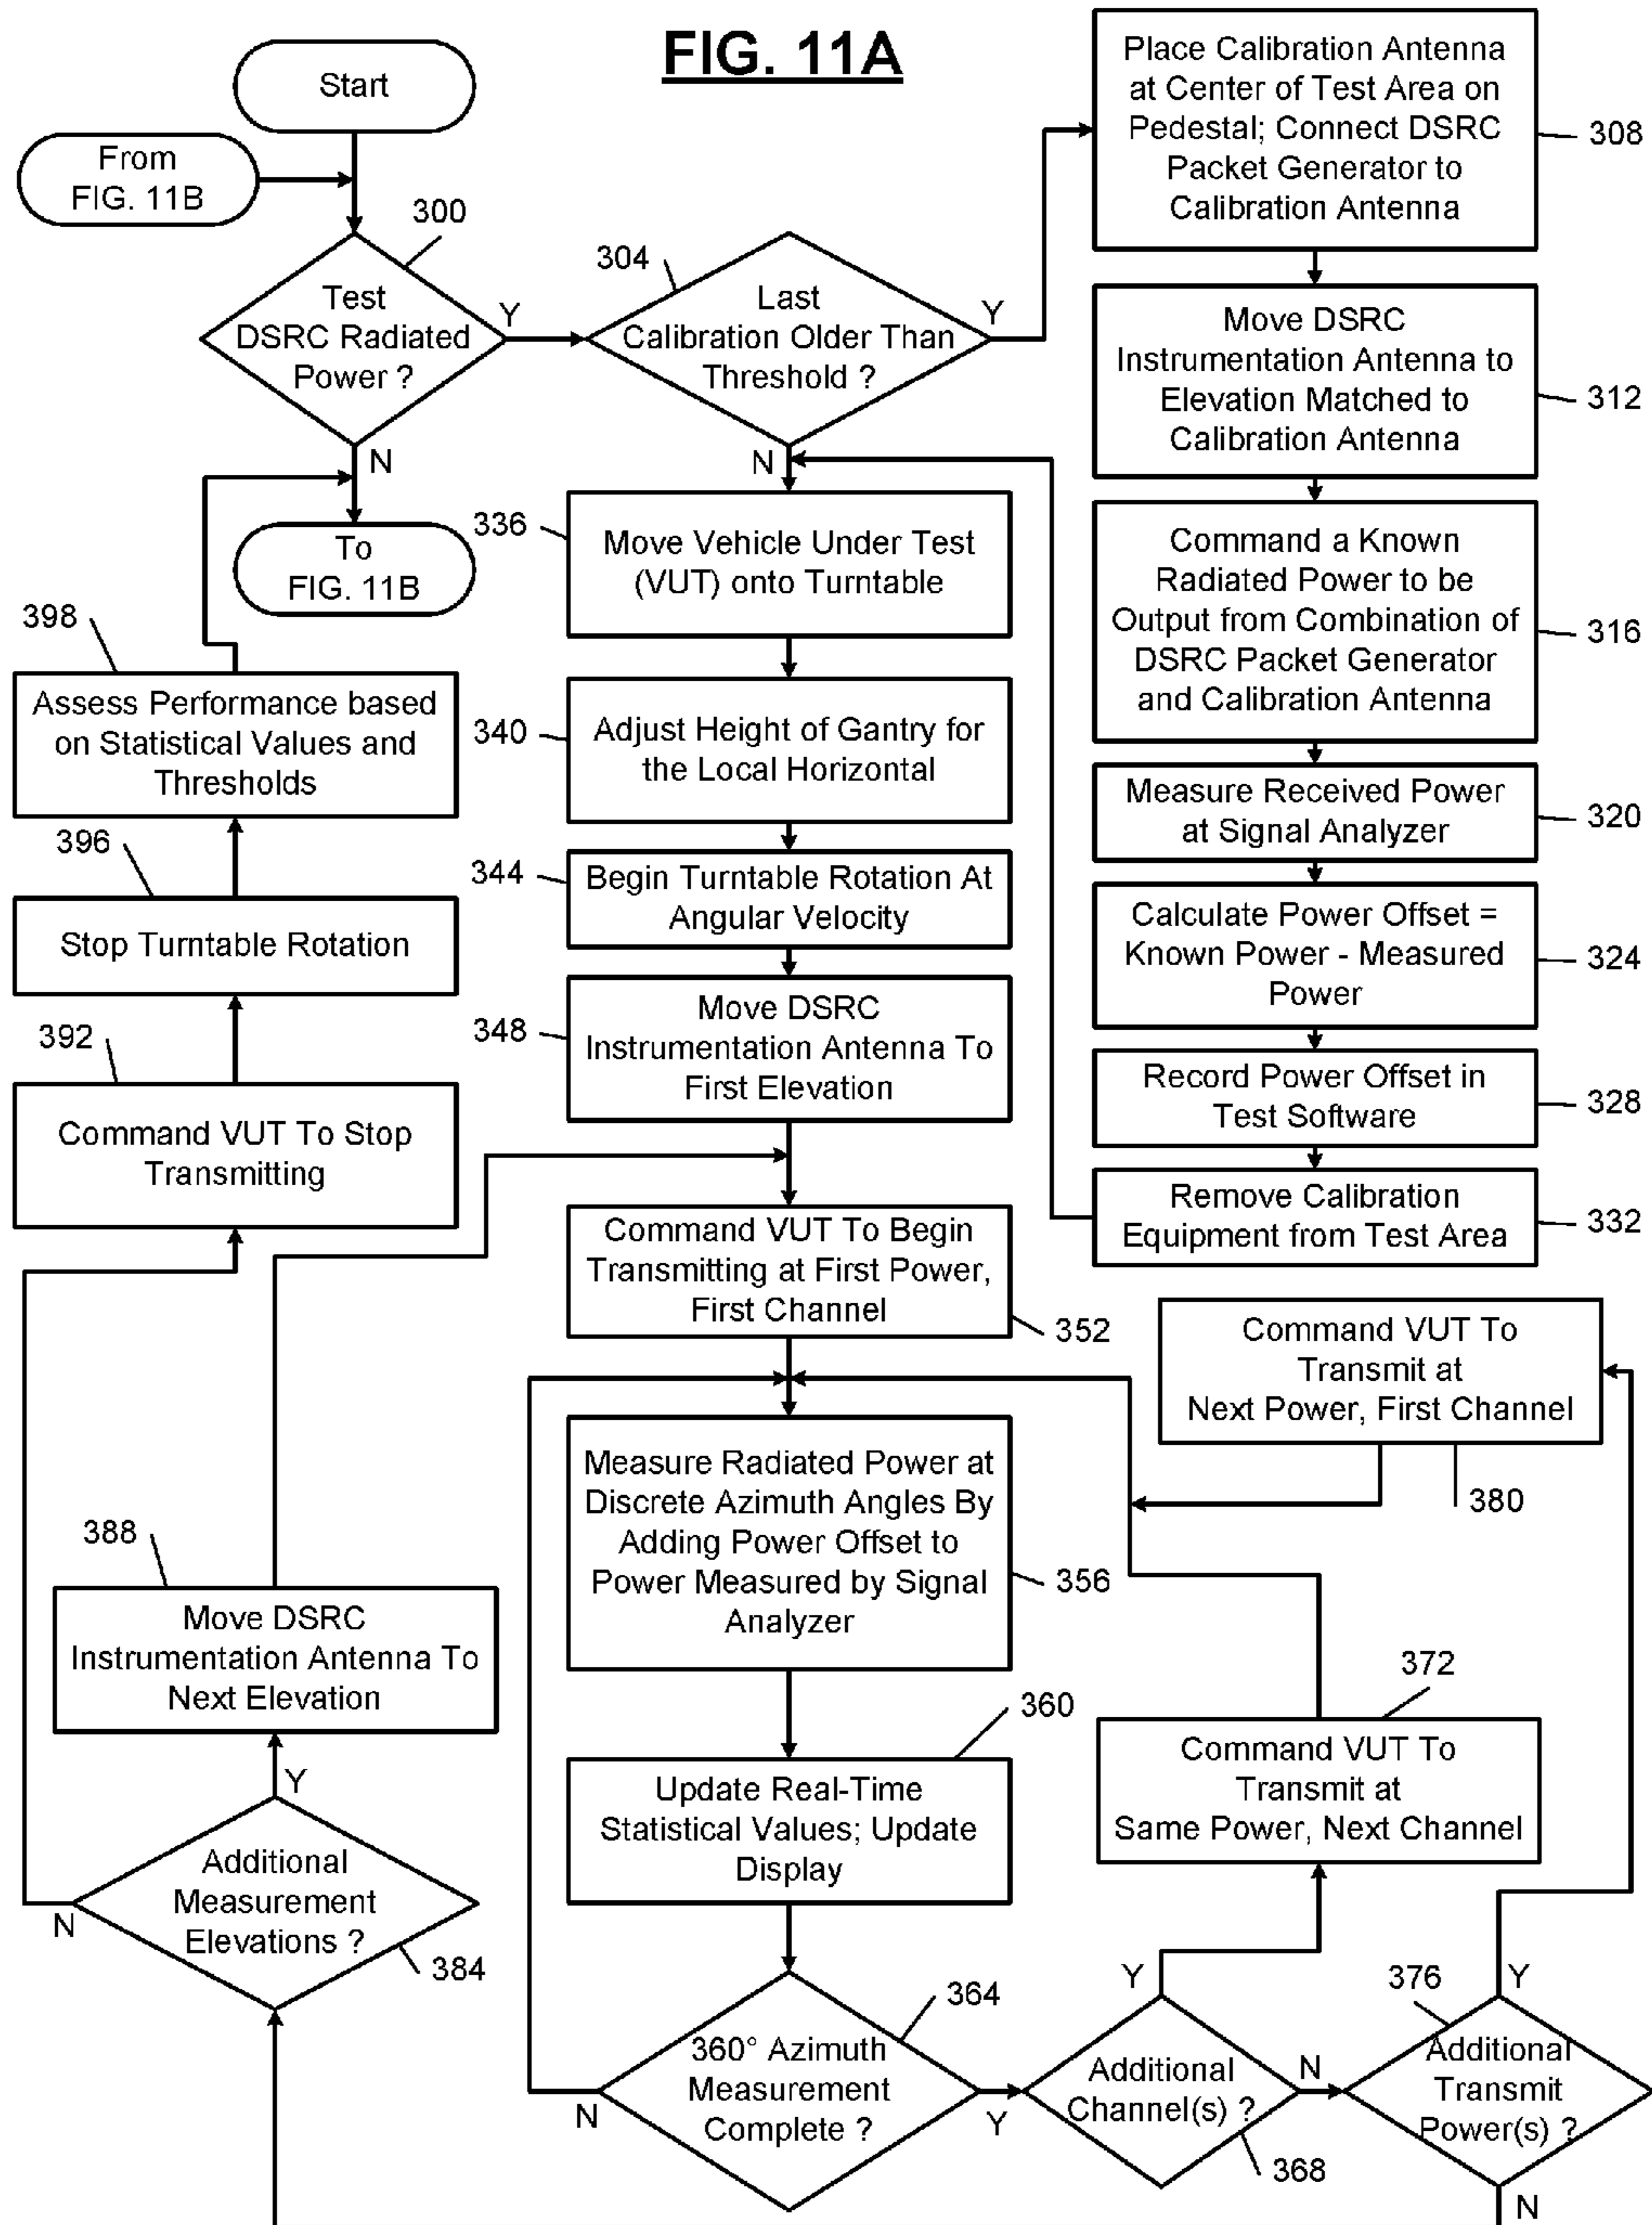 FIG. 11A
Start
From
FIG. 11B
300
Test
DSRC Radiated
Power ?
Y
N
To
FIG. 11B
304
Last
Calibration Older Than
Threshold ?
Y
N
Place Calibration Antenna
at Center of Test Area on
Pedestal; Connect DSRC
Packet Generator to
Calibration Antenna
308
Move DSRC
Instrumentation Antenna to
Elevation Matched to
Calibration Antenna
312
Command a Known
Radiated Power to be
Output from Combination of
DSRC Packet Generator
and Calibration Antenna
316
Measure Received Power
at Signal Analyzer
320
Calculate Power Offset =
Known Power - Measured
Power
324
Record Power Offset in
Test Software
328
Remove Calibration
Equipment from Test Area
332
336
Move Vehicle Under Test
(VUT) onto Turntable
340
Adjust Height of Gantry for
the Local Horizontal
344
Begin Turntable Rotation At
Angular Velocity
348
Move DSRC
Instrumentation Antenna To
First Elevation
Command VUT To Begin
Transmitting at First Power,
First Channel
352
Measure Radiated Power at
Discrete Azimuth Angles By
Adding Power Offset to
Power Measured by Signal
Analyzer
356
360
Update Real-Time
Statistical Values; Update
Display
364
360° Azimuth
Measurement
Complete ?
N
Y
Additional
Channel(s) ?
368
Y
N
372
Command VUT To
Transmit at
Same Power, Next Channel
376
Additional
Transmit
Power(s) ?
Y
N
Command VUT To
Transmit at
Next Power, First Channel
380
Additional
Measurement
Elevations ?
384
Y
N
388
Move DSRC
Instrumentation Antenna To
Next Elevation
392
Command VUT To Stop
Transmitting
396
Stop Turntable Rotation
398
Assess Performance based
on Statistical Values and
Thresholds